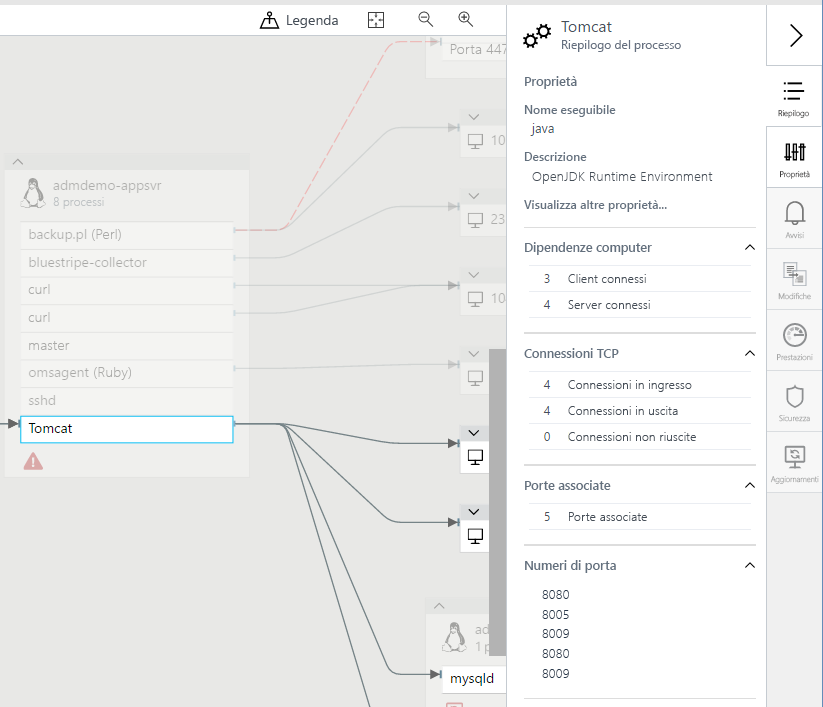 Legenda
Porta 447
10
23
10
admdemo-appsvr
8 processi
backup.pl (Perl)
bluestripe-collector
curl
curl
master
omsagent (Ruby)
sshd
Tomcat
ad
1 p
mysqld
Tomcat
Riepilogo del processo
Proprietà
Nome eseguibile
java
Descrizione
OpenJDK Runtime Environment
Visualizza altre proprietà...
Dipendenze computer
3 Client connessi
4 Server connessi
Connessioni TCP
4 Connessioni in ingresso
4 Connessioni in uscita
0 Connessioni non riuscite
Porte associate
5 Porte associate
Numeri di porta
8080
8005
8009
8080
8009
Riepilogo
Proprietà
Avvisi
Modifiche
Prestazioni
Sicurezza
Aggiornamenti